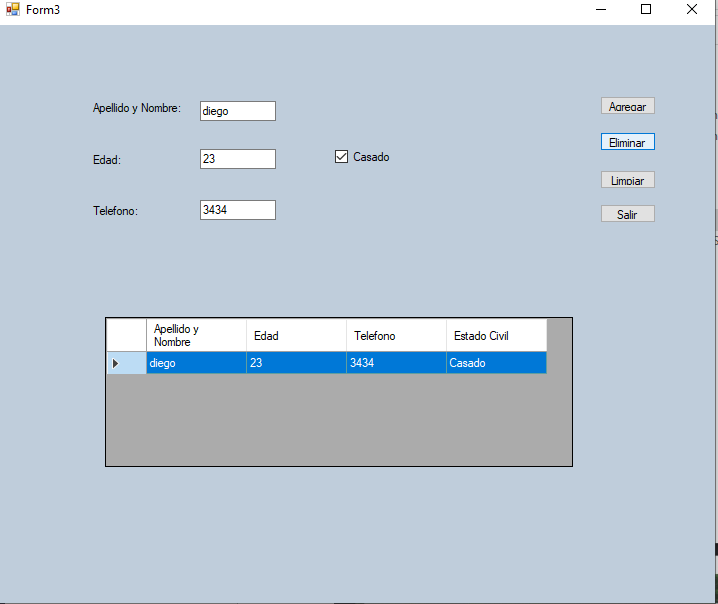 Form3
Apellido y Nombre:
diego
Agregar
Eliminar
Edad:
23
Casado
Limpiar
Telefono:
3434
Salir
Apellido y
Nombre
Edad
Telefono
Estado Civil
diego
23
3434
Casado